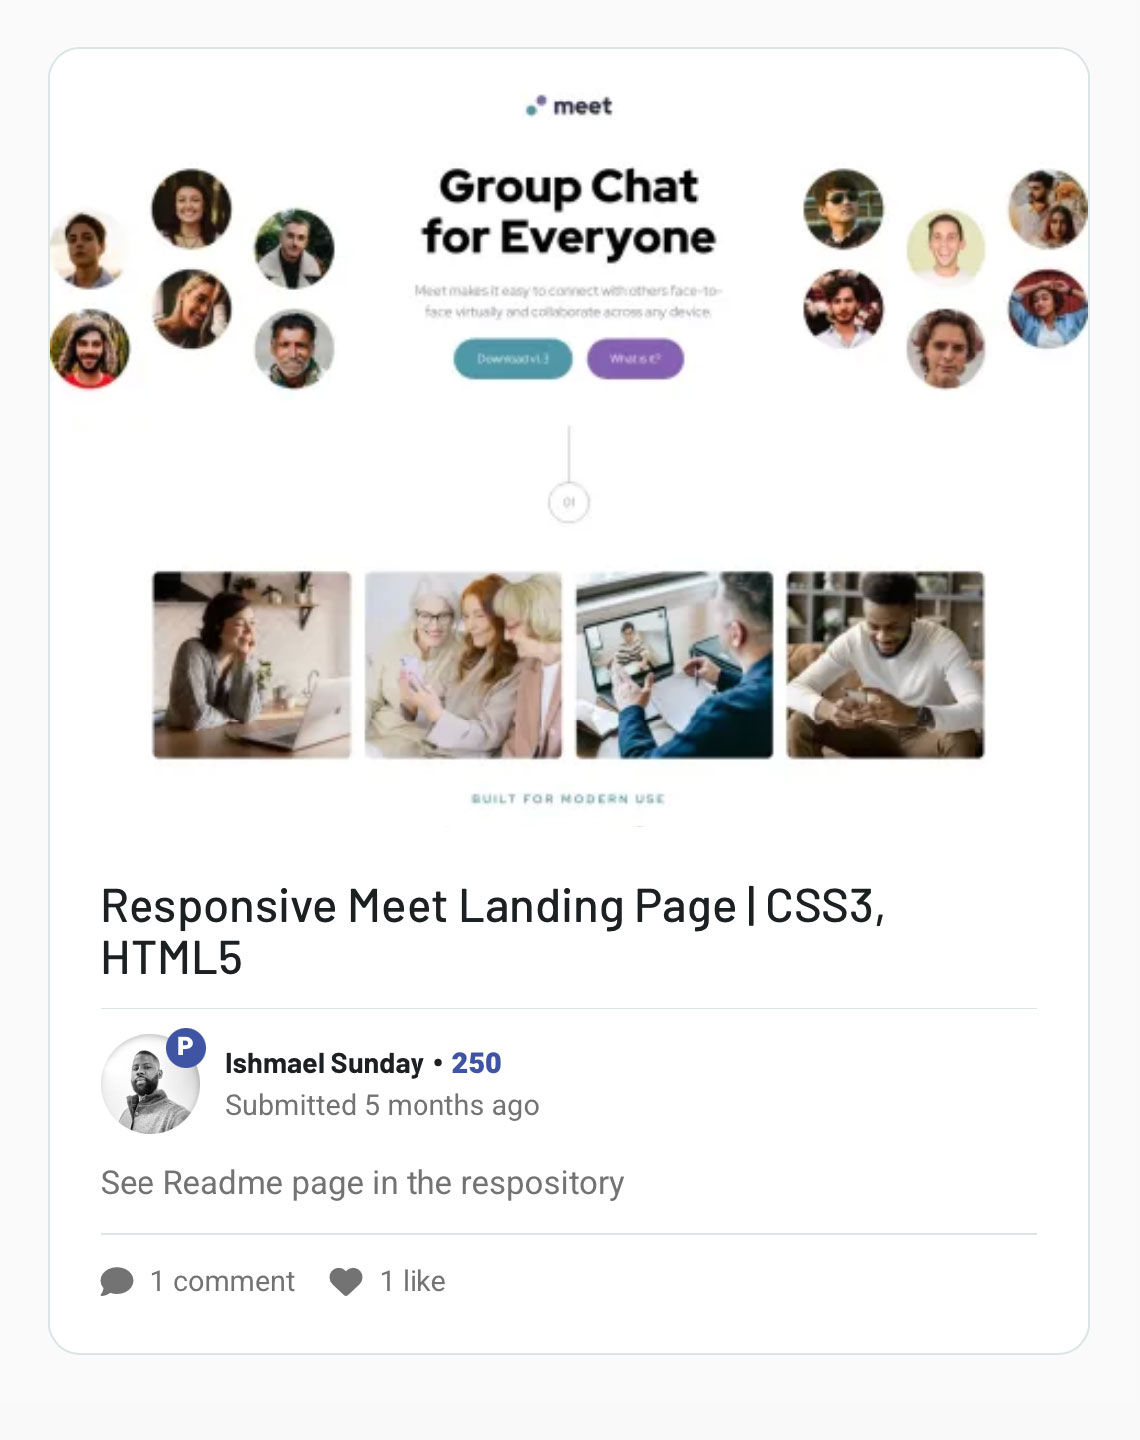 meet
Group Chat
for Everyone
Meet makes it easy to connect with others face-to-
face virtually and collaborate across any device.
Download v1.3
What is it?
01
BUILT FOR MODERN USE
Responsive Meet Landing Page | CSS3,
HTML5
P
Ishmael Sunday • 250
Submitted 5 months ago
See Readme page in the respository
1 comment
1 like